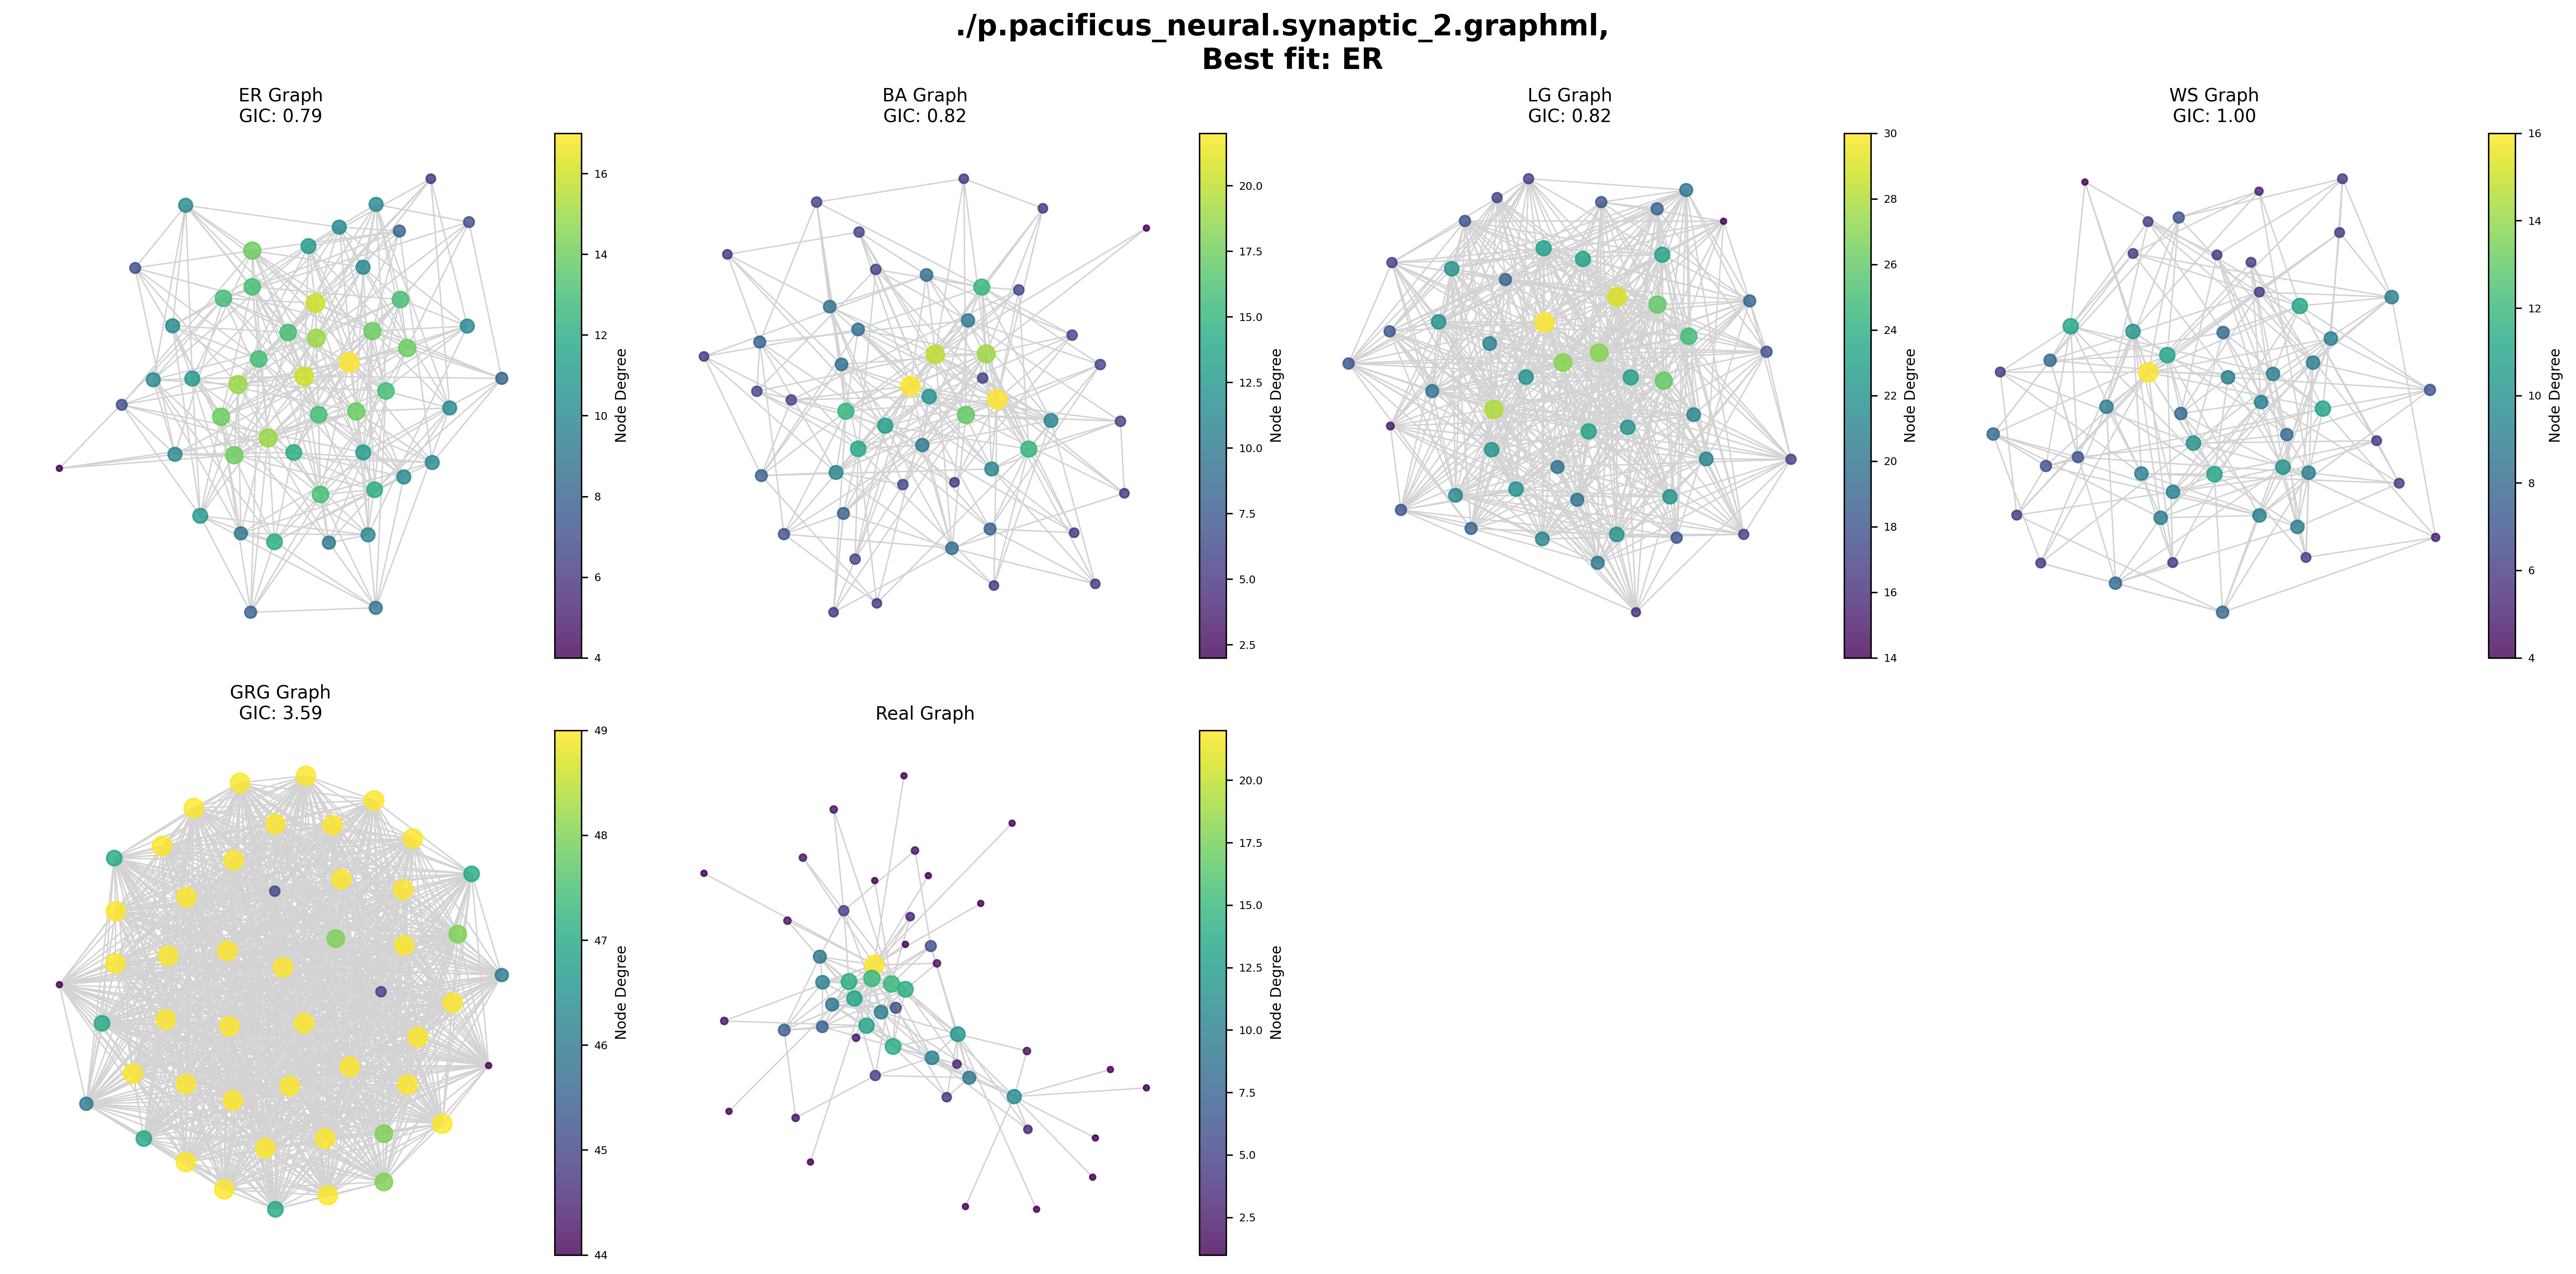 ./p.pacificus_neural.synaptic_2.graphml,
Best fit: ER
ER Graph
GIC: 0.79
16
14
12
10
8
6
4
Node Degree
BA Graph
GIC: 0.82
20.0
17.5
15.0
12.5
10.0
7.5
5.0
2.5
Node Degree
LG Graph
GIC: 0.82
30
28
26
24
22
20
18
16
14
Node Degree
WS Graph
GIC: 1.00
16
14
12
10
8
6
4
Node Degree
GRG Graph
GIC: 3.59
49
48
47
46
45
44
Node Degree
Real Graph
20.0
17.5
15.0
12.5
10.0
7.5
5.0
2.5
Node Degree